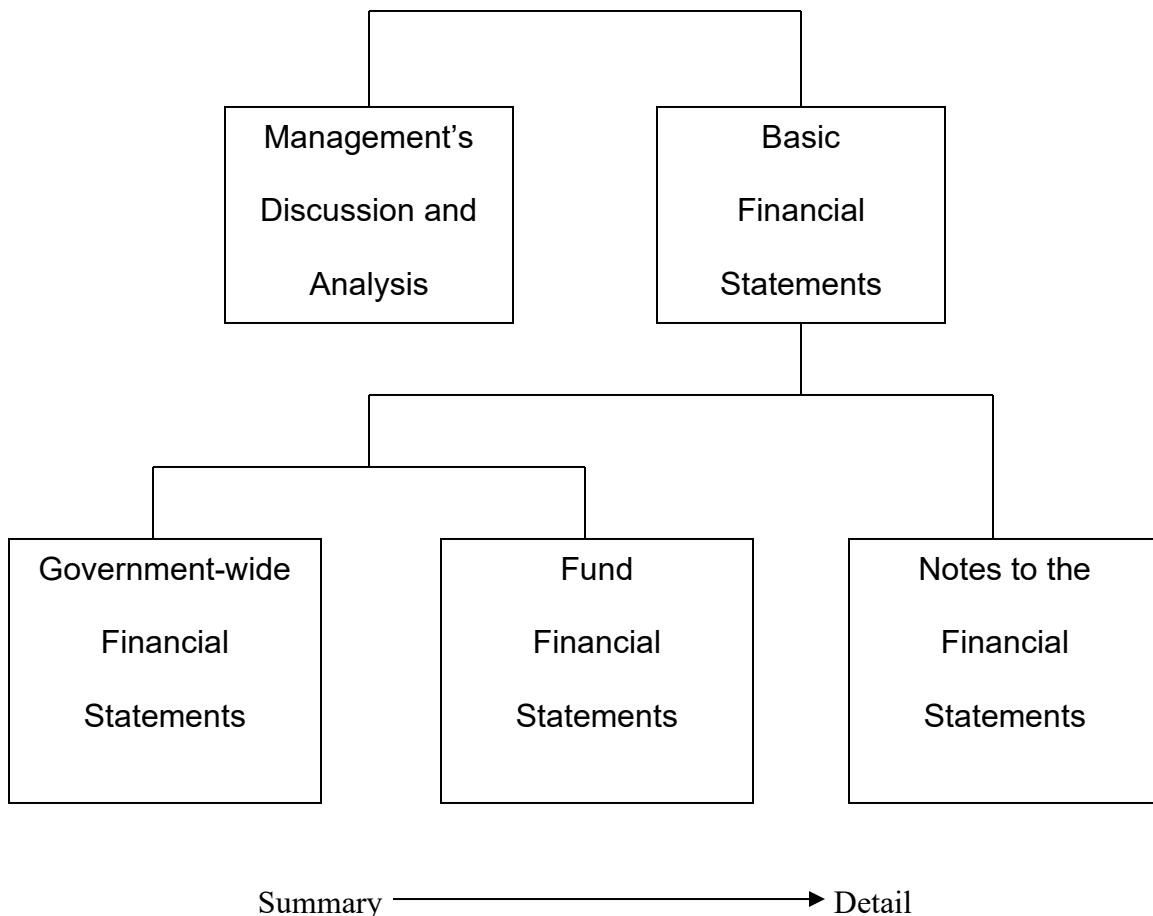 Management’s
Discussion and
Analysis
Basic
Financial
Statements
Government-wide
Financial
Statements
Fund
Financial
Statements
Notes to the
Financial
Statements
Summary
Detail